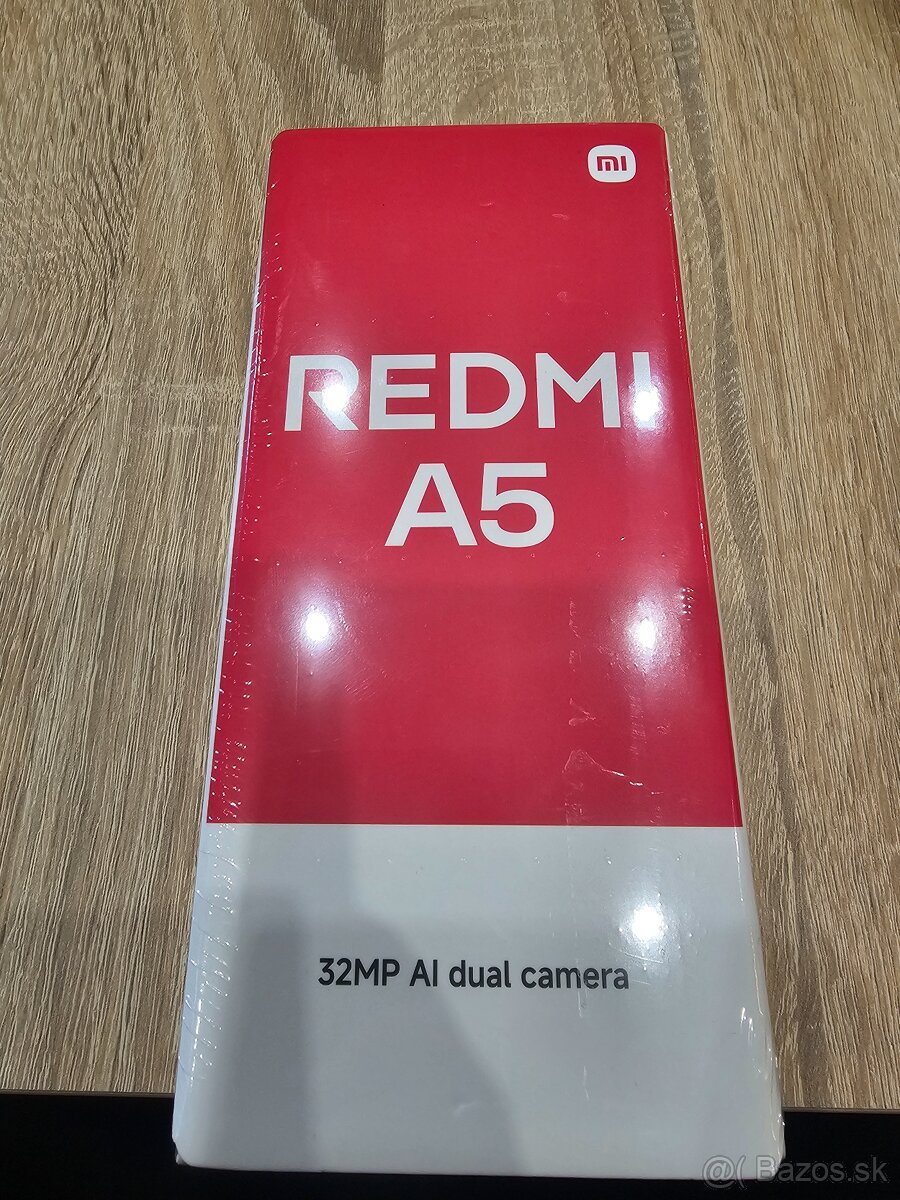 mi
REDMI
A5
32MP AI dual camera
@( Bazos.sk